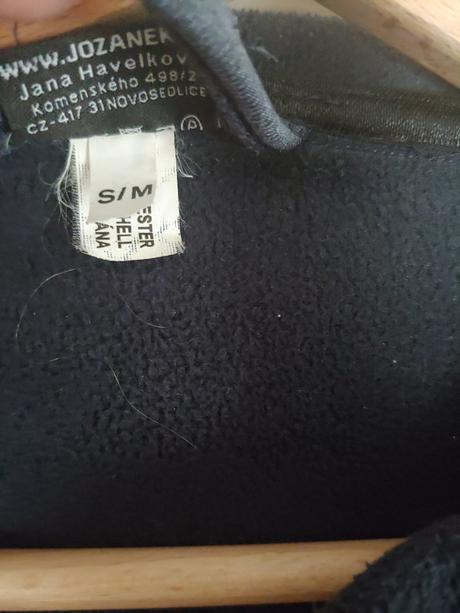 WWW.JOZANEK
Jana Havelkov
Komenského 498/2
CZ-417 31 NOVOSEDLICE
A
S/M
ESTER
HELL
ÁNA